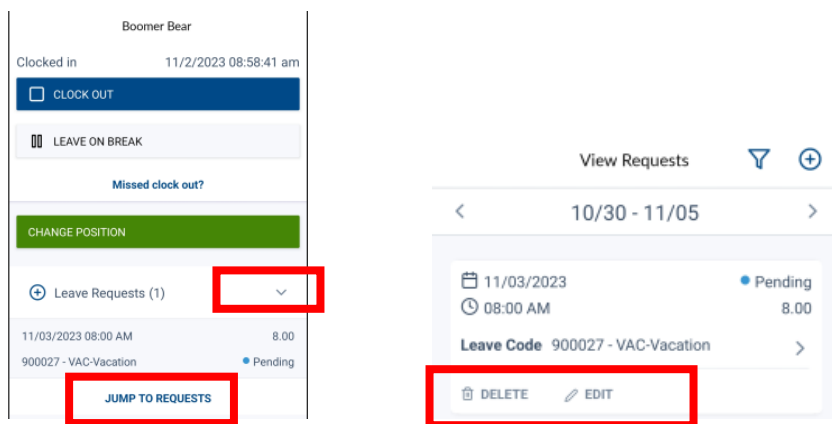 Boomer Bear
Clocked in 11/2/2023 08:58:41 am
CLOCK OUT
LEAVE ON BREAK
Missed clock out?
CHANGE POSITION
Leave Requests (1)
11/03/2023 08:00 AM 8.00
900027 - VAC-Vacation Pending
JUMP TO REQUESTS
View Requests
10/30 - 11/05
11/03/2023 Pending
08:00 AM 8.00
Leave Code 900027 - VAC-Vacation
DELETE EDIT